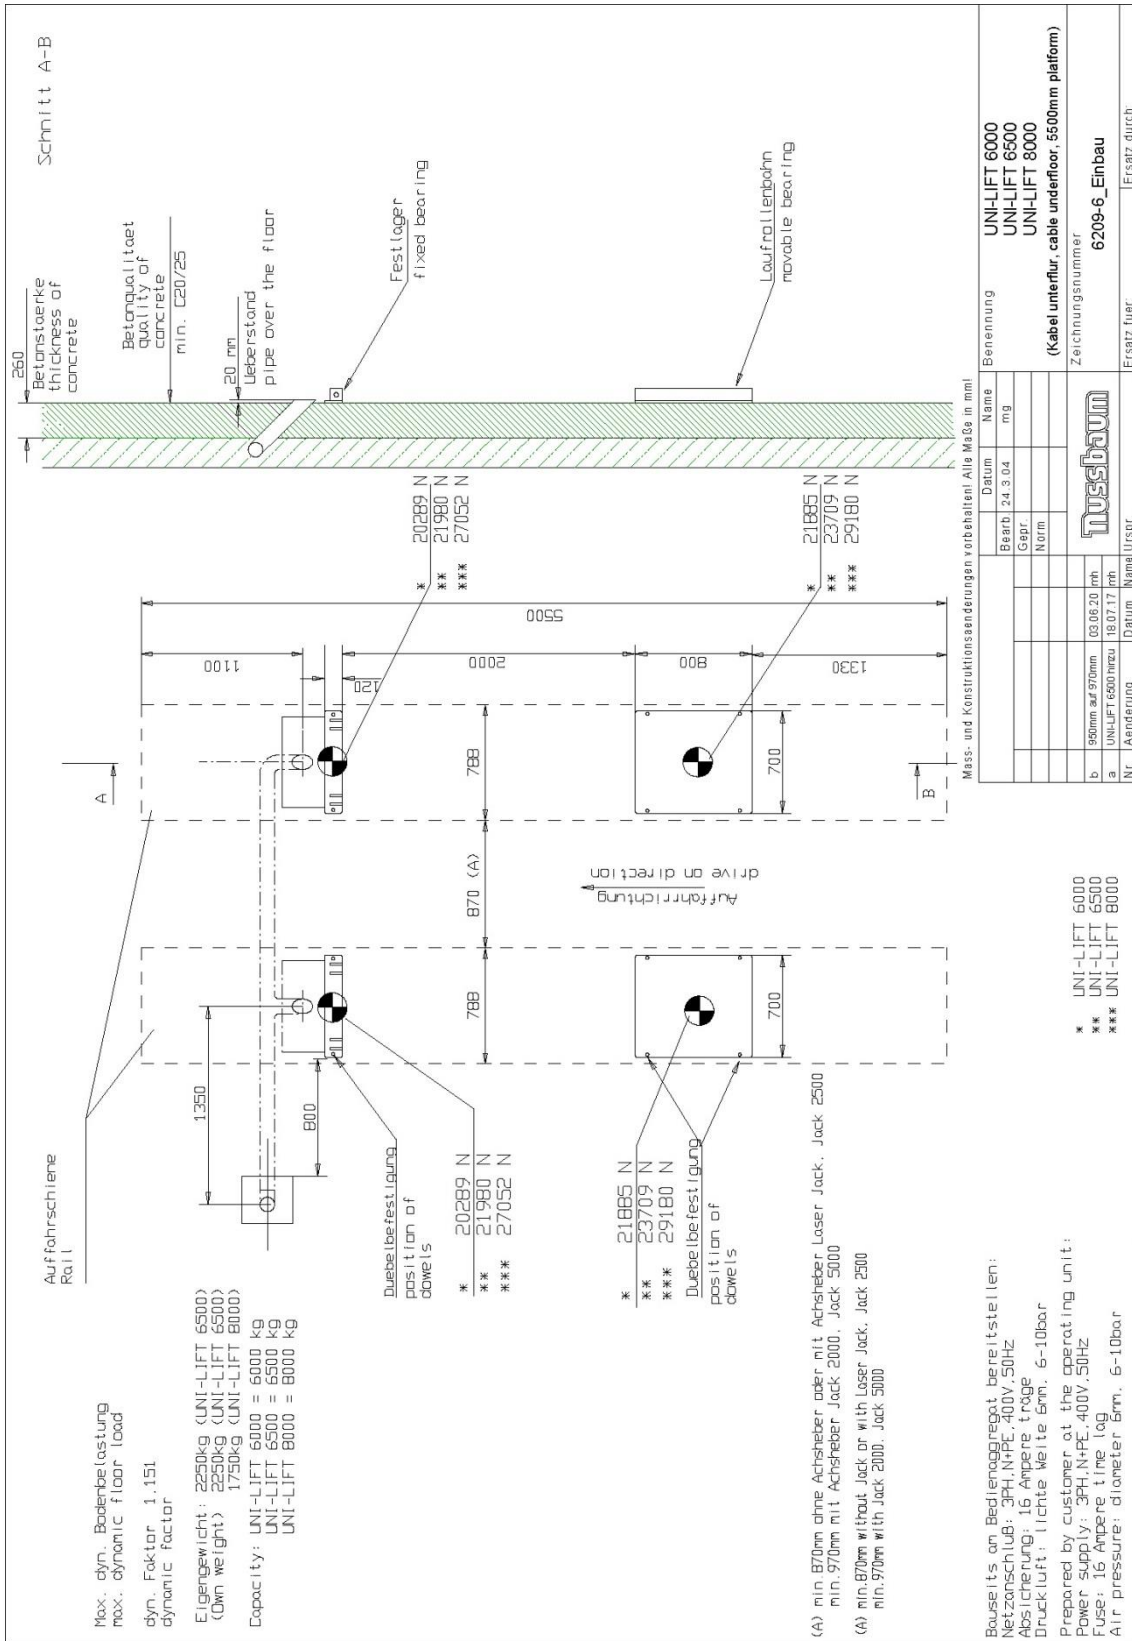 Schnitt A-B
260
Betonstaerke
thickness of
concrete
Betonqualitaet
quality of
concrete
min. C20/25
20 mm
Ueberstand
pipe over the floor
Festlager
fixed bearing
Laufrollenbahn
movable bearing
Auffahrschiene
Rail
Max. dyn. Bodenbelastung
max. dynamic floor load
dyn. Faktor 1.151
dynamic factor
Eigengewicht: 2250kg (UNI-LIFT 6500)
(Own weight) 2250kg (UNI-LIFT 6500)
1750kg (UNI-LIFT 8000)
Capacity: UNI-LIFT 6000 = 6000 kg
UNI-LIFT 6500 = 6500 kg
UNI-LIFT 8000 = 8000 kg
A
1350
800
788
870 (A)
788
1100
120
5500
2000
800
1330
700
700
B
Auffahrrichtung
drive on direction
Duebelbefestigung
position of
dowels
* 20289 N
** 21980 N
*** 27052 N
* 20289 N
** 21980 N
*** 27052 N
* 21885 N
** 23709 N
*** 29180 N
Duebelbefestigung
position of
dowels
* 21885 N
** 23709 N
*** 29180 N
(A) min.870mm ohne Achsheber oder mit Achsheber Laser Jack, Jack 2500
min.970mm mit Achsheber Jack 2000, Jack 5000
(A) min.870mm without Jack or with Laser Jack, Jack 2500
min.970mm with Jack 2000, Jack 5000
Bauseits am Bedienaggregat bereitstellen:
Netzanschluß: 3PH,N+PE,400V,50HZ
Absicherung: 16 Ampere träge
Druckluft: lichte Weite 6mm, 6-10bar
Prepared by customer at the operating unit:
Power supply: 3PH,N+PE,400V,50HZ
Fuse: 16 Ampere time lag
Air pressure: diameter 6mm, 6-10bar
* UNI-LIFT 6000
** UNI-LIFT 6500
*** UNI-LIFT 8000
Mass- und Konstruktionsaenderungen vorbehalten! Alle Maße in mm!
Datum Name
Bearb. 24.3.04 mg
Gepr.
Norm
Benennung
UNI-LIFT 6000
UNI-LIFT 6500
UNI-LIFT 8000
(Kabel unterflur, cable underfloor, 5500mm platform)
Zeichnungsnummer
6209-6_Einbau
nussbaum
b 950mm auf 970mm 03.06.20 mh
a UNI-LIFT 6500 hinzu 18.07.17 mh
Nr. Aenderung Datum Name Urspr.
Ersatz fuer Ersatz durch